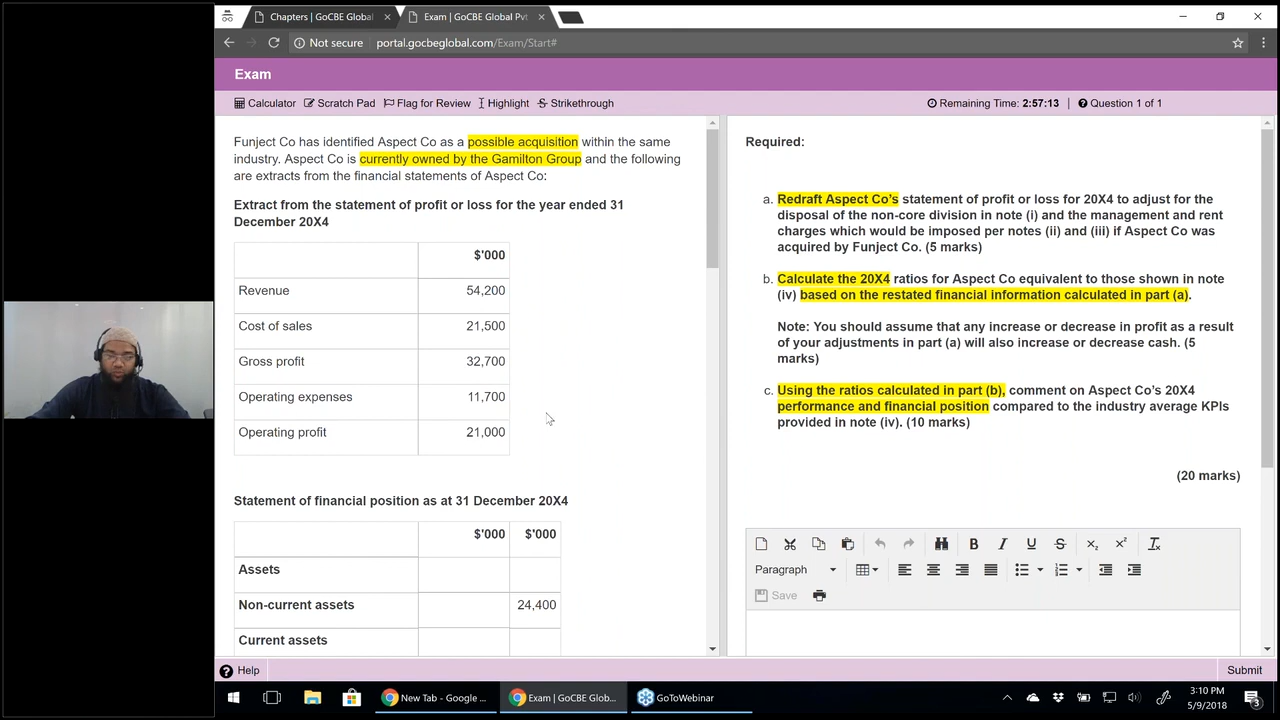 Chapters | GoCBE Global
Exam | GoCBE Global Pvt
Not secure | portal.gocbeglobal.com/Exam/Start#
Exam
Calculator Scratch Pad Flag for Review Highlight Strikethrough
Remaining Time: 2:57:13 | Question 1 of 1
Funject Co has identified Aspect Co as a possible acquisition within the same
industry. Aspect Co is currently owned by the Gamilton Group and the following
are extracts from the financial statements of Aspect Co:
Extract from the statement of profit or loss for the year ended 31
December 20X4
$'000
Revenue 54,200
Cost of sales 21,500
Gross profit 32,700
Operating expenses 11,700
Operating profit 21,000
Statement of financial position as at 31 December 20X4
$'000 $'000
Assets
Non-current assets 24,400
Current assets
Required:
a. Redraft Aspect Co’s statement of profit or loss for 20X4 to adjust for the
disposal of the non-core division in note (i) and the management and rent
charges which would be imposed per notes (ii) and (iii) if Aspect Co was
acquired by Funject Co. (5 marks)
b. Calculate the 20X4 ratios for Aspect Co equivalent to those shown in note
(iv) based on the restated financial information calculated in part (a).
Note: You should assume that any increase or decrease in profit as a result
of your adjustments in part (a) will also increase or decrease cash. (5
marks)
c. Using the ratios calculated in part (b), comment on Aspect Co’s 20X4
performance and financial position compared to the industry average KPIs
provided in note (iv). (10 marks)
(20 marks)
B I U S x₂ x² Tx
Paragraph
Save
Help
Submit
New Tab - Google ...
Exam | GoCBE Glob...
GoToWebinar
3:10 PM
5/9/2018
3